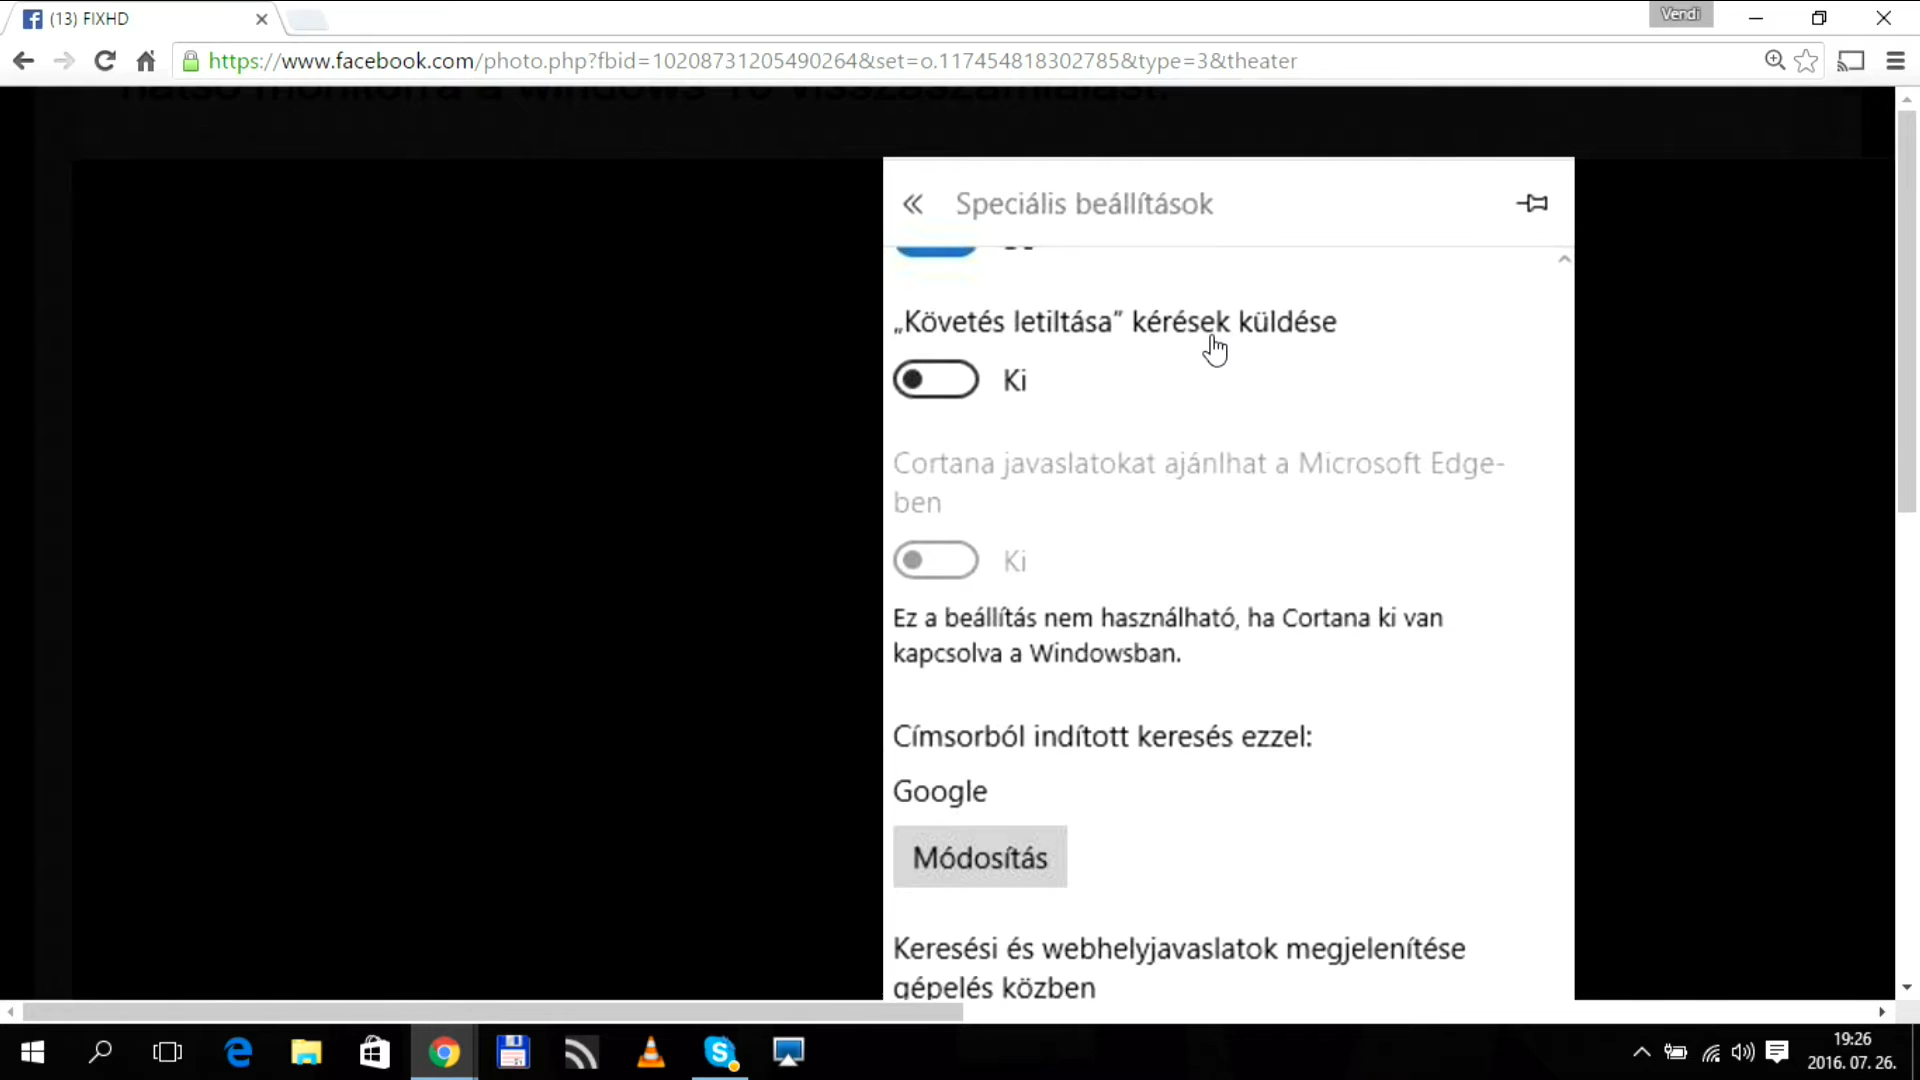 (13) FIXHD
Vendi
https://www.facebook.com/photo.php?fbid=10208731205490264&set=o.117454818302785&type=3&theater
Speciális beállítások
„Követés letiltása” kérések küldése
Ki
Cortana javaslatokat ajánlhat a Microsoft Edge-
ben
Ki
Ez a beállítás nem használható, ha Cortana ki van
kapcsolva a Windowsban.
Címsorból indított keresés ezzel:
Google
Módosítás
Keresési és webhelyjavaslatok megjelenítése
gépelés közben
19:26
2016. 07. 26.